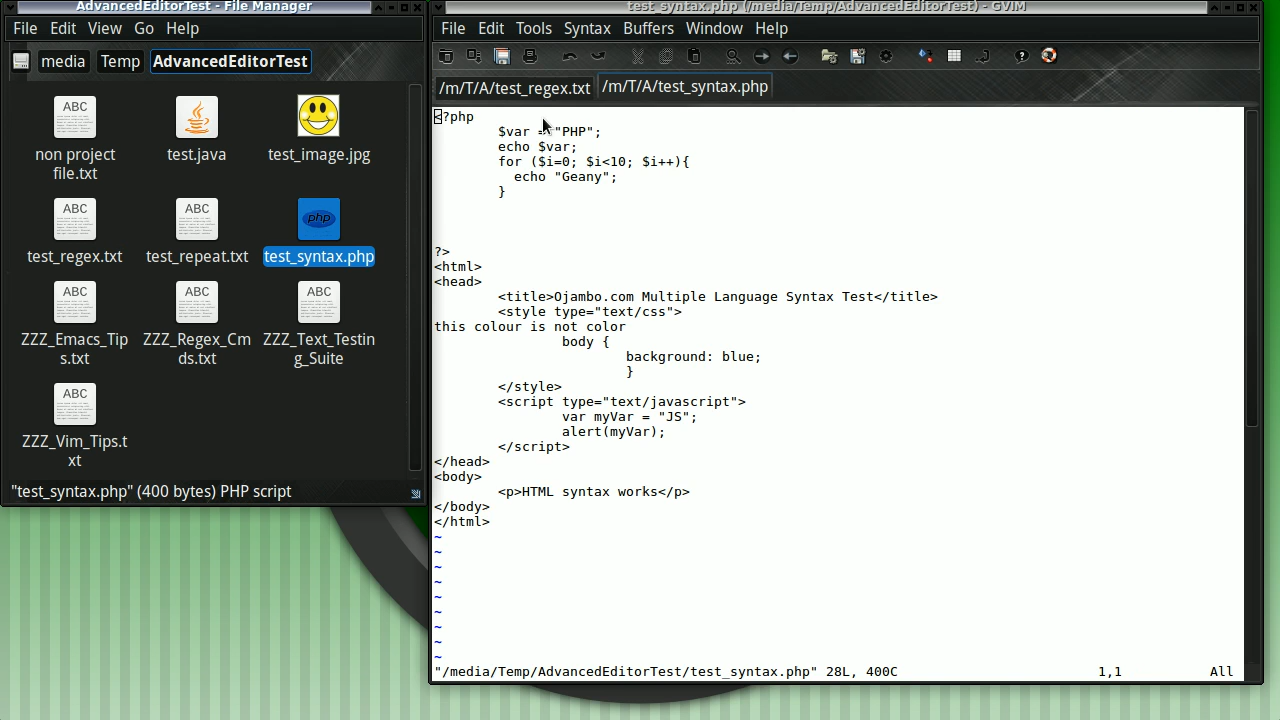 AdvancedEditorTest - File Manager
File Edit View Go Help
media Temp AdvancedEditorTest
ABC
non project
file.txt
test.java
test_image.jpg
ABC
test_regex.txt
ABC
test_repeat.txt
php
test_syntax.php
ABC
ZZZ_Emacs_Tip
s.txt
ABC
ZZZ_Regex_Cm
ds.txt
ABC
ZZZ_Text_Testin
g_Suite
ABC
ZZZ_Vim_Tips.t
xt
"test_syntax.php" (400 bytes) PHP script
test_syntax.php (/media/Temp/AdvancedEditorTest) - GVIM
File Edit Tools Syntax Buffers Window Help
/m/T/A/test_regex.txt /m/T/A/test_syntax.php
<?php
$var = "PHP";
echo $var;
for ($i=0; $i<10; $i++){
echo "Geany";
}
?>
<html>
<head>
<title>Ojambo.com Multiple Language Syntax Test</title>
<style type="text/css">
this colour is not color
body {
background: blue;
}
</style>
<script type="text/javascript">
var myVar = "JS";
alert(myVar);
</script>
</head>
<body>
<p>HTML syntax works</p>
</body>
</html>
~
~
~
~
~
~
~
~
~
"/media/Temp/AdvancedEditorTest/test_syntax.php" 28L, 400C 1,1 All